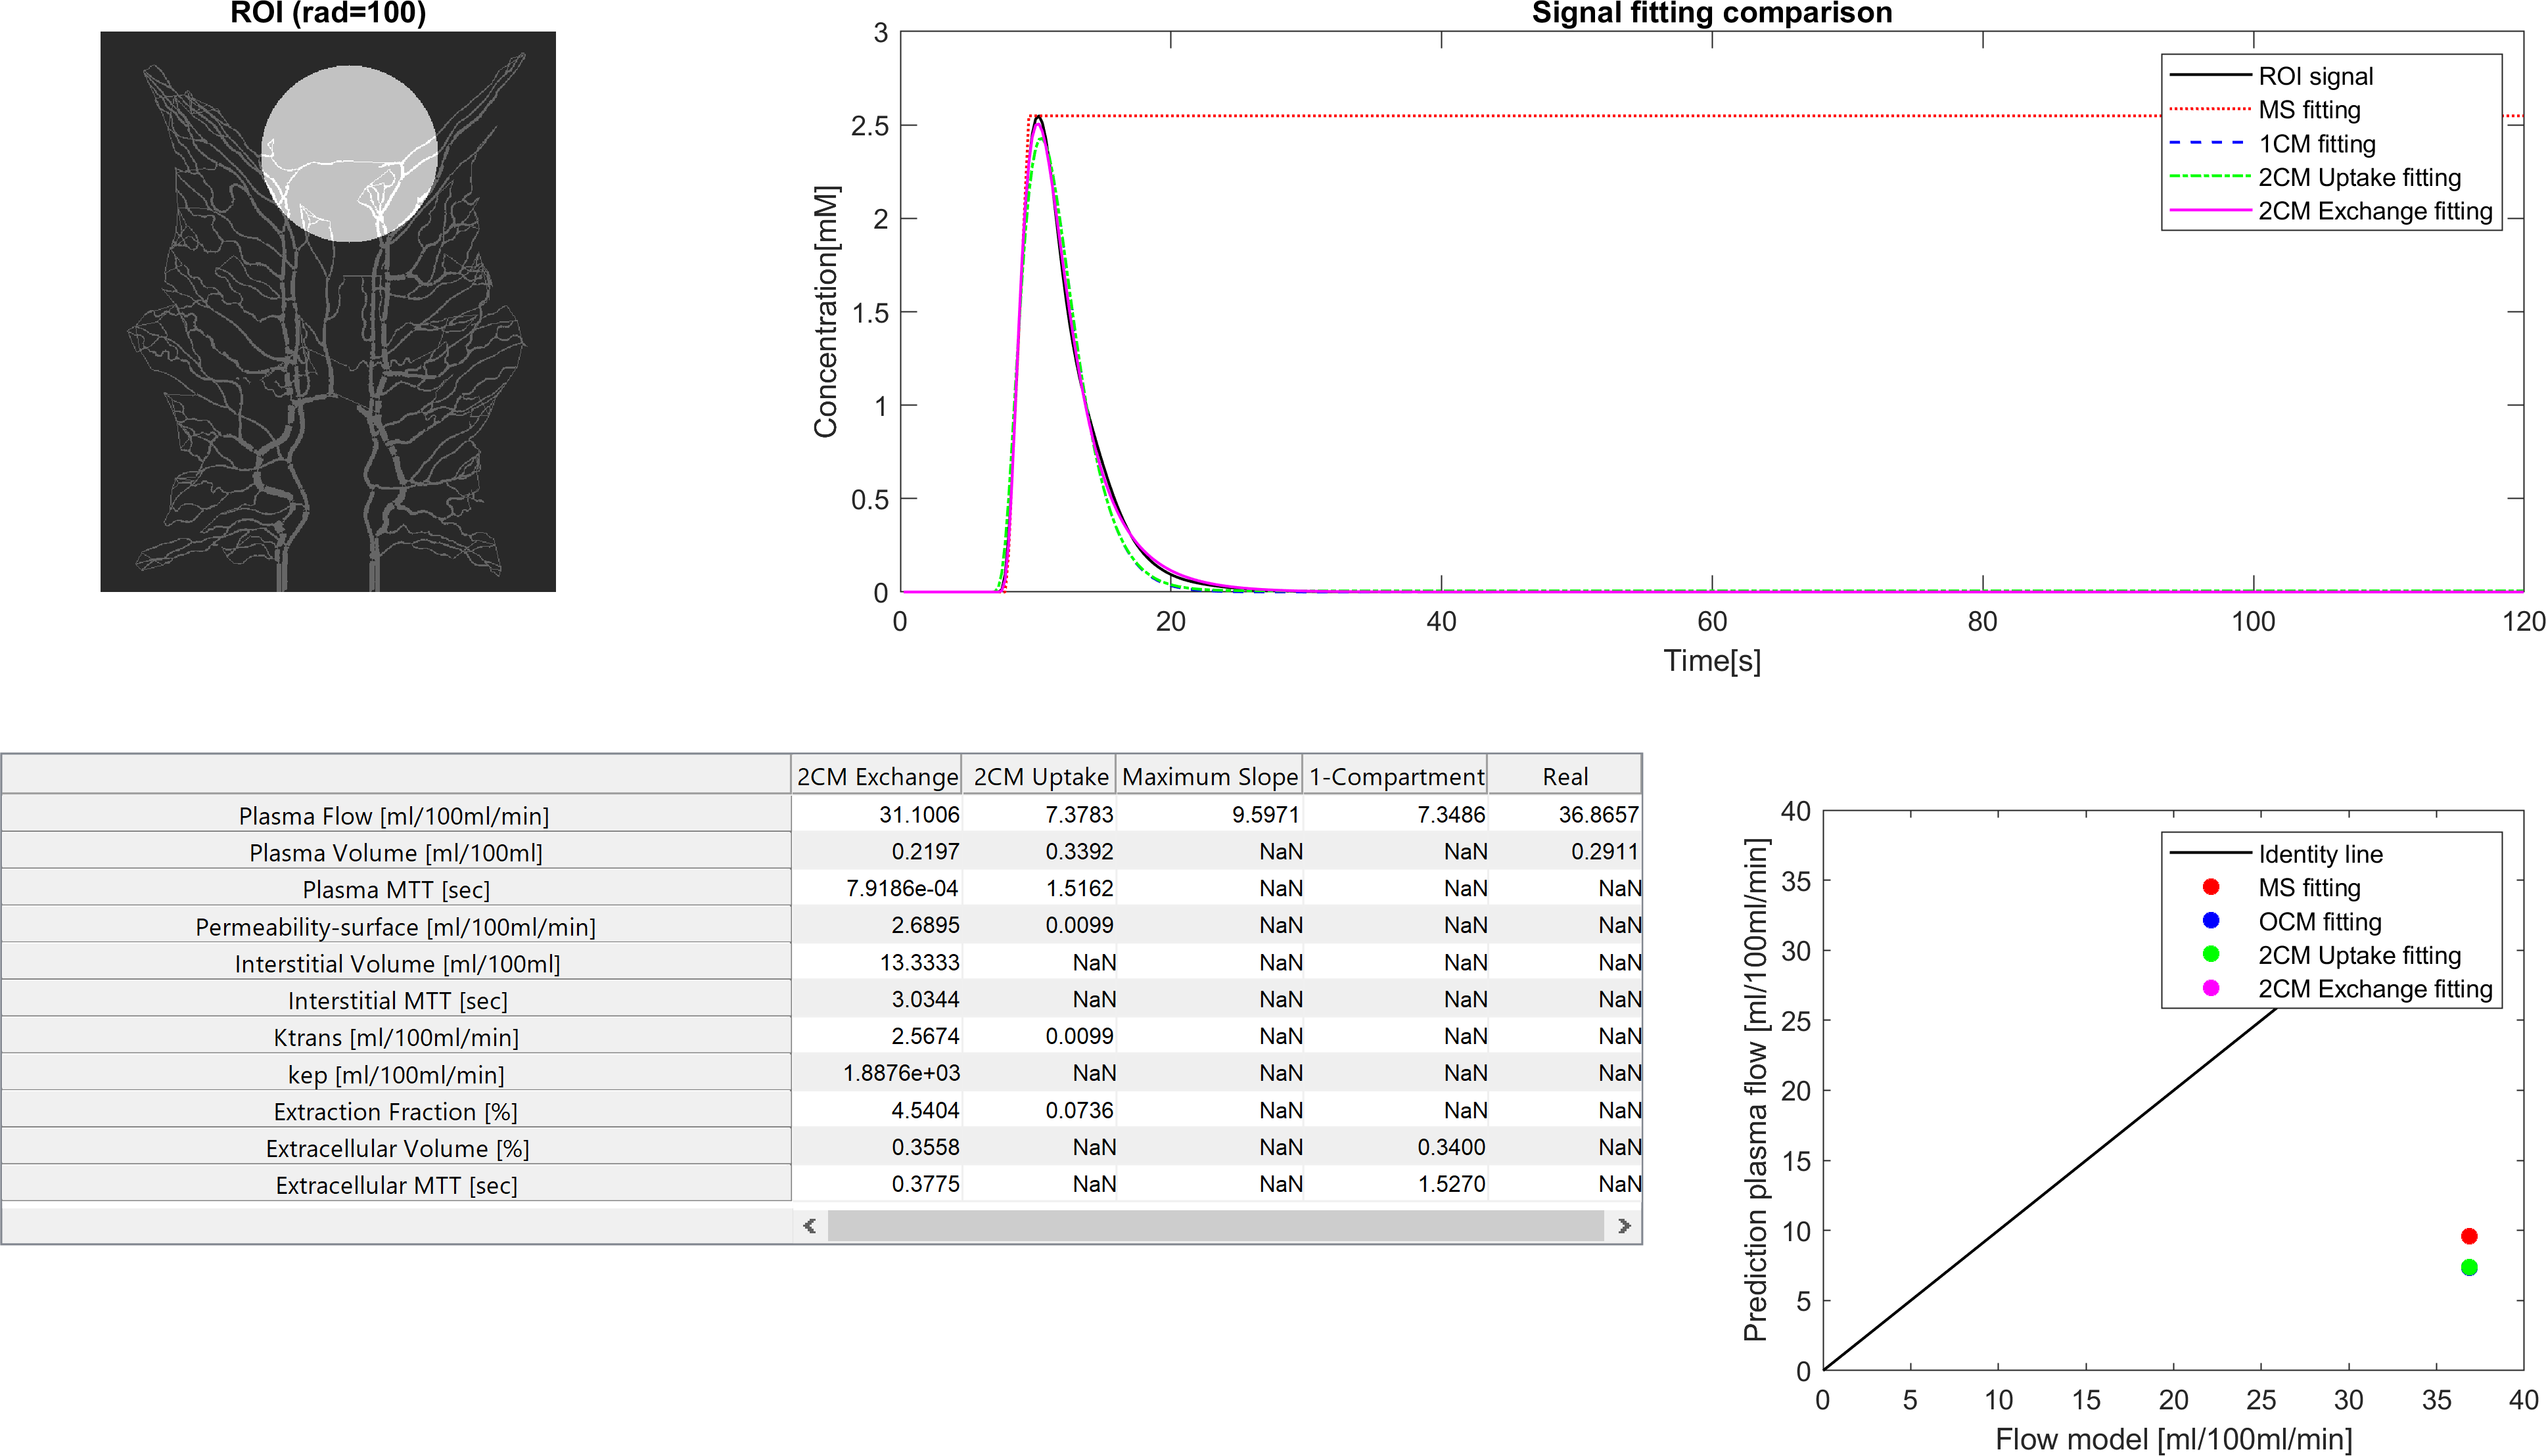 ROI (rad=100)
Signal fitting comparison
3
2.5
2
1.5
1
0.5
0
Concentration[mM]
0 20 40 60 80 100 120
Time[s]
ROI signal
MS fitting
1CM fitting
2CM Uptake fitting
2CM Exchange fitting
2CM Exchange 2CM Uptake Maximum Slope 1-Compartment Real
Plasma Flow [ml/100ml/min] 31.1006 7.3783 9.5971 7.3486 36.8657
Plasma Volume [ml/100ml] 0.2197 0.3392 NaN NaN 0.2911
Plasma MTT [sec] 7.9186e-04 1.5162 NaN NaN NaN
Permeability-surface [ml/100ml/min] 2.6895 0.0099 NaN NaN NaN
Interstitial Volume [ml/100ml] 13.3333 NaN NaN NaN NaN
Interstitial MTT [sec] 3.0344 NaN NaN NaN NaN
Ktrans [ml/100ml/min] 2.5674 0.0099 NaN NaN NaN
kep [ml/100ml/min] 1.8876e+03 NaN NaN NaN NaN
Extraction Fraction [%] 4.5404 0.0736 NaN NaN NaN
Extracellular Volume [%] 0.3558 NaN NaN 0.3400 NaN
Extracellular MTT [sec] 0.3775 NaN NaN 1.5270 NaN
40
35
30
25
20
15
10
5
0
Prediction plasma flow [ml/100ml/min]
Identity line
MS fitting
OCM fitting
2CM Uptake fitting
2CM Exchange fitting
0 5 10 15 20 25 30 35 40
Flow model [ml/100ml/min]